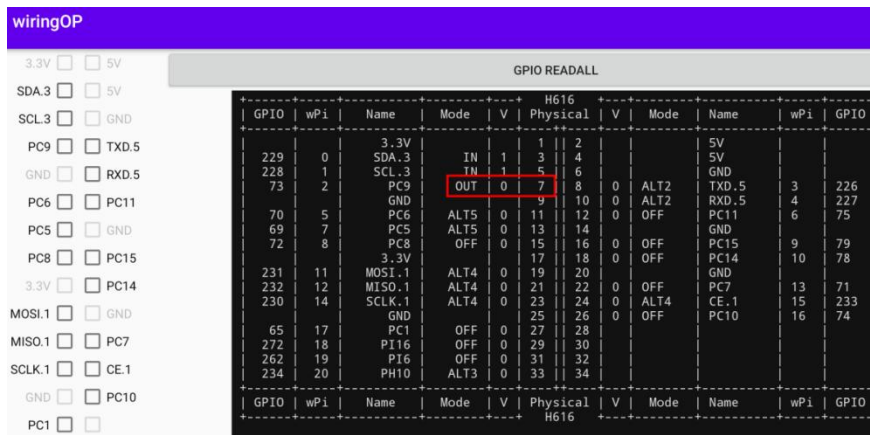 wiringOP
3.3V 5V
SDA.3 5V
SCL.3 GND
PC9 TXD.5
GND RXD.5
PC6 PC11
PC5 GND
PC8 PC15
3.3V PC14
MOSI.1 GND
MISO.1 PC7
SCLK.1 CE.1
GND PC10
PC1
GPIO READALL
+------+-----+----------+--------+---+ H616 +---+--------+----------+-----+------+
| GPIO | wPi | Name | Mode | V | Physical | V | Mode | Name | wPi | GPIO
+------+-----+----------+--------+---+----++----+---+--------+----------+-----+------+
| | | 3.3V | | | 1 || 2 | | | 5V | |
| 229 | 0 | SDA.3 | IN | 1 | 3 || 4 | | | 5V | |
| 228 | 1 | SCL.3 | IN | 1 | 5 || 6 | | | GND | |
| 73 | 2 | PC9 | OUT | 0 | 7 || 8 | 0 | ALT2 | TXD.5 | 3 | 226
| | | GND | | | 9 || 10 | 0 | ALT2 | RXD.5 | 4 | 227
| 70 | 5 | PC6 | ALT5 | 0 | 11 || 12 | 0 | OFF | PC11 | 6 | 75
| 69 | 7 | PC5 | ALT5 | 0 | 13 || 14 | | | GND | |
| 72 | 8 | PC8 | OFF | 0 | 15 || 16 | 0 | OFF | PC15 | 9 | 79
| | | 3.3V | | | 17 || 18 | 0 | OFF | PC14 | 10 | 78
| 231 | 11 | MOSI.1 | ALT4 | 0 | 19 || 20 | | | GND | |
| 232 | 12 | MISO.1 | ALT4 | 0 | 21 || 22 | 0 | OFF | PC7 | 13 | 71
| 230 | 14 | SCLK.1 | ALT4 | 0 | 23 || 24 | 0 | ALT4 | CE.1 | 15 | 233
| | | GND | | | 25 || 26 | 0 | OFF | PC10 | 16 | 74
| 65 | 17 | PC1 | OFF | 0 | 27 || 28 | | | | |
| 272 | 18 | PI16 | OFF | 0 | 29 || 30 | | | | |
| 262 | 19 | PI6 | OFF | 0 | 31 || 32 | | | | |
| 234 | 20 | PH10 | ALT3 | 0 | 33 || 34 | | | | |
+------+-----+----------+--------+---+----++----+---+--------+----------+-----+------+
| GPIO | wPi | Name | Mode | V | Physical | V | Mode | Name | wPi | GPIO
+------+-----+----------+--------+---+ H616 +---+--------+----------+-----+------+